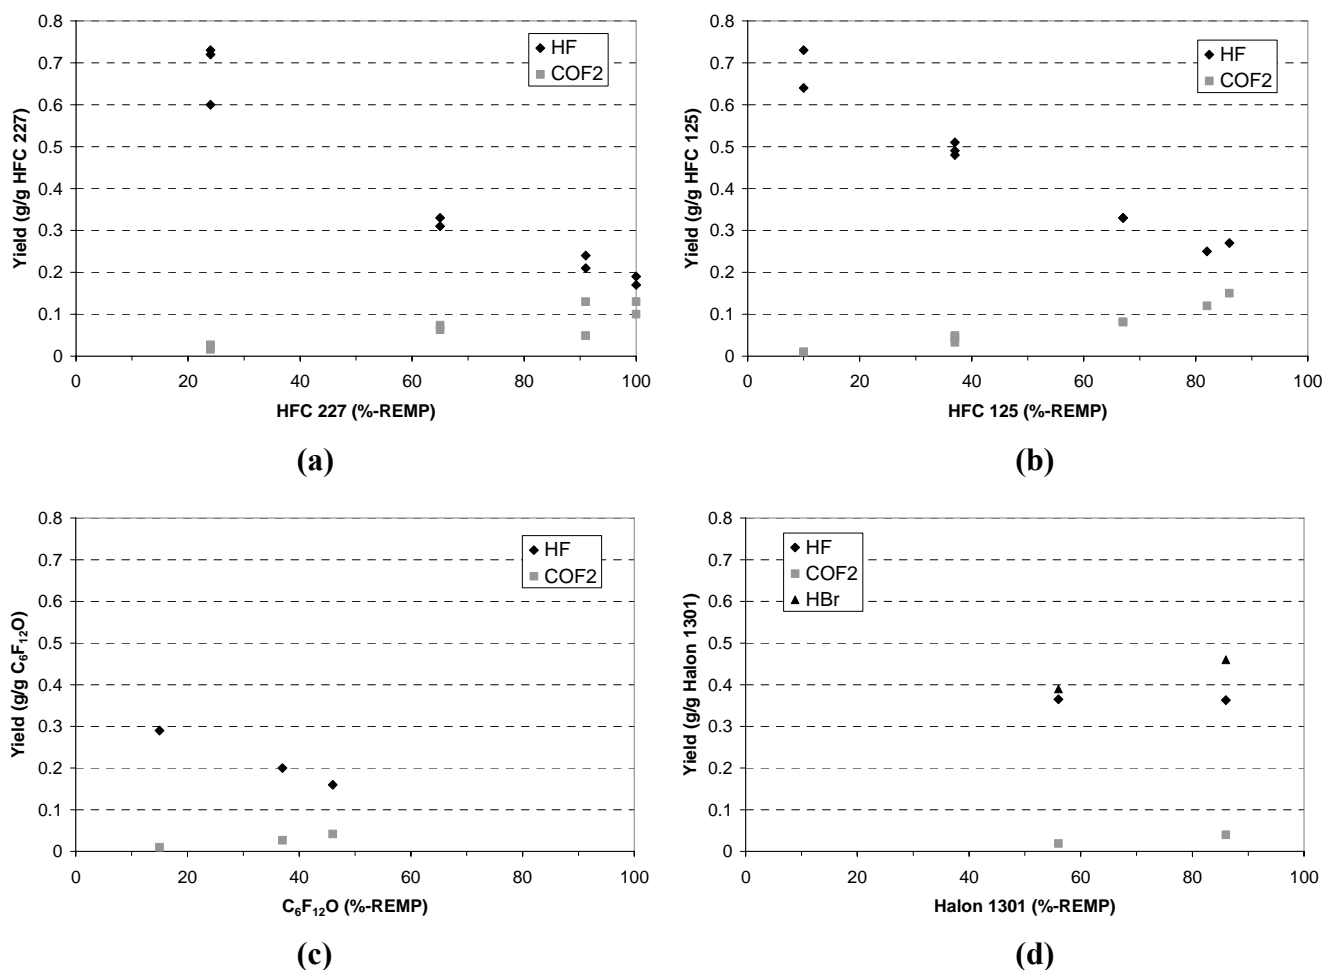 0.8
0.7
0.6
0.5
0.4
0.3
0.2
0.1
0
Yield (g/g HFC 227)
HF
COF2
0 20 40 60 80 100
HFC 227 (%-REMP)
(a)
0.8
0.7
0.6
0.5
0.4
0.3
0.2
0.1
0
Yield (g/g HFC 125)
HF
COF2
0 20 40 60 80 100
HFC 125 (%-REMP)
(b)
0.8
0.7
0.6
0.5
0.4
0.3
0.2
0.1
0
Yield (g/g C₆F₁₂O)
HF
COF2
0 20 40 60 80 100
C₆F₁₂O (%-REMP)
(c)
0.8
0.7
0.6
0.5
0.4
0.3
0.2
0.1
0
Yield (g/g Halon 1301)
HF
COF2
HBr
0 20 40 60 80 100
Halon 1301 (%-REMP)
(d)